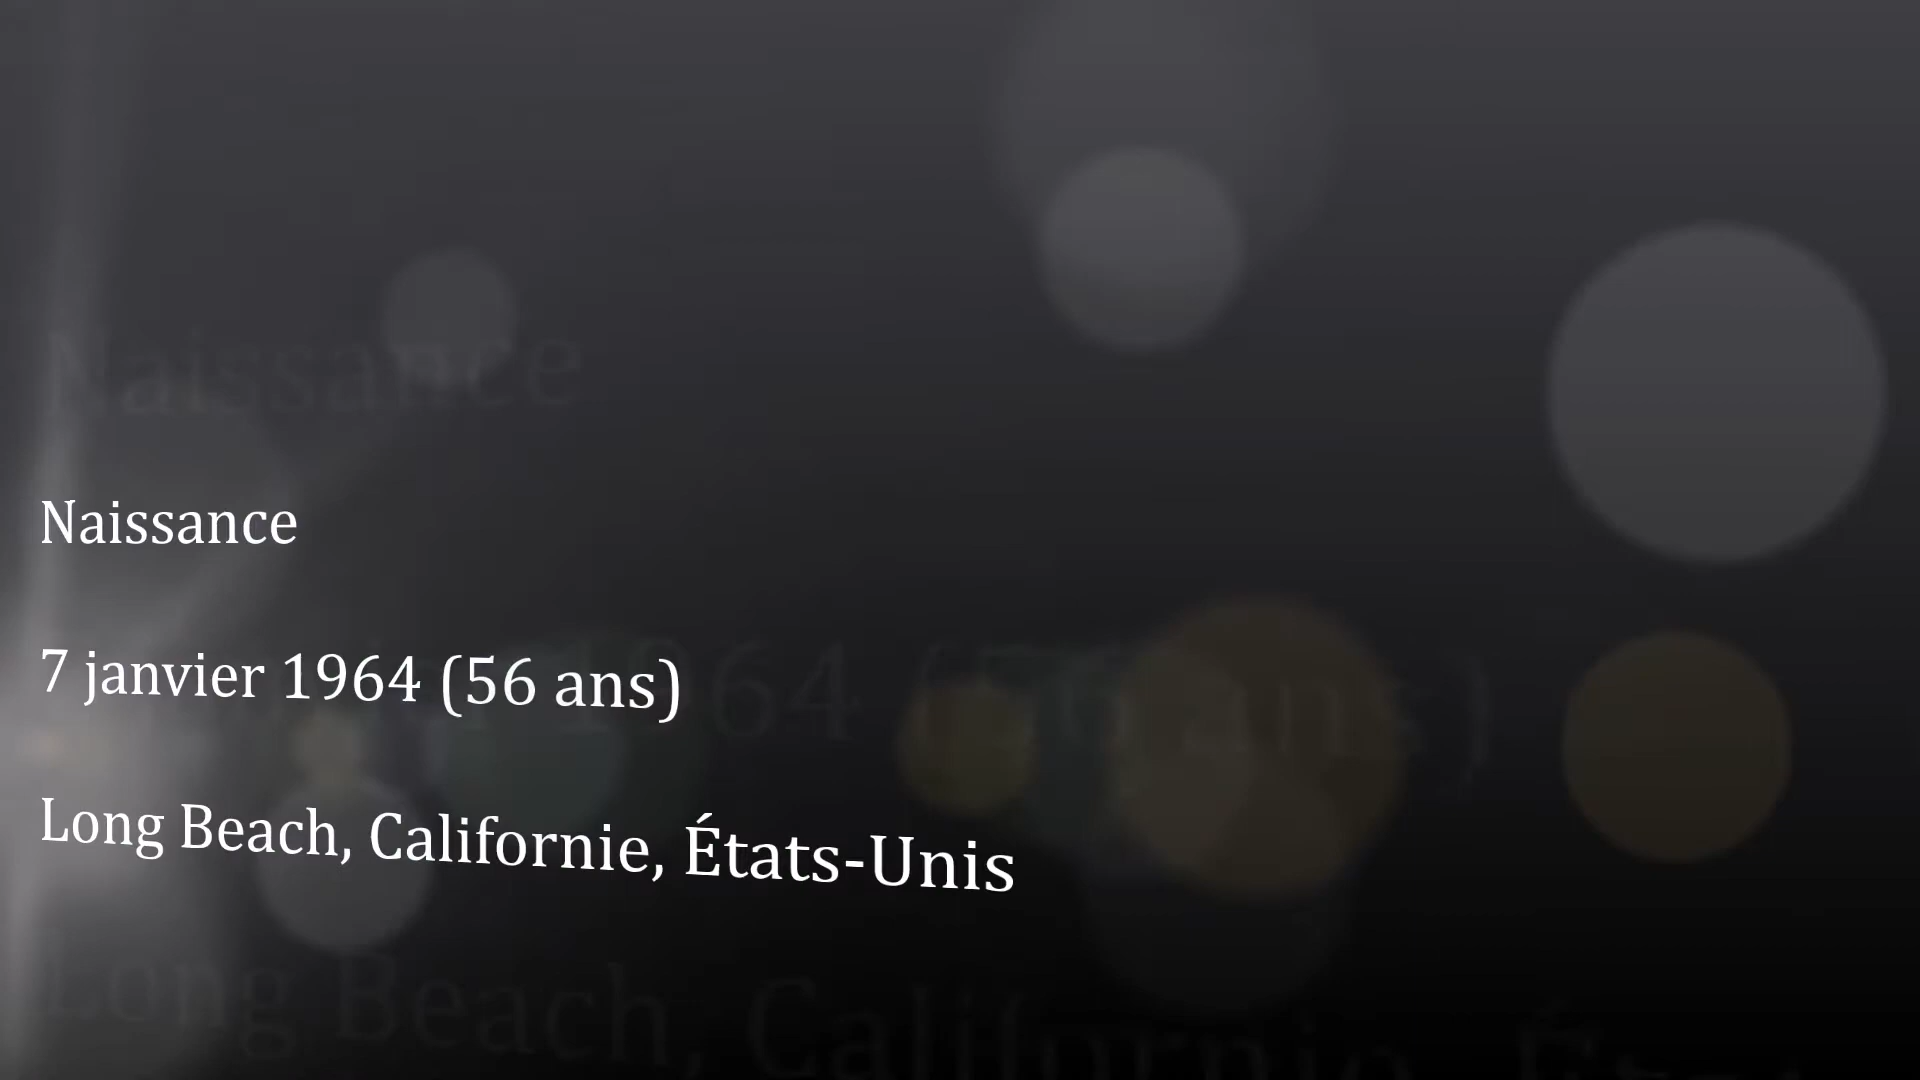 Naissance
7 janvier 1964 (56 ans)
Long Beach, Californie, États-Unis